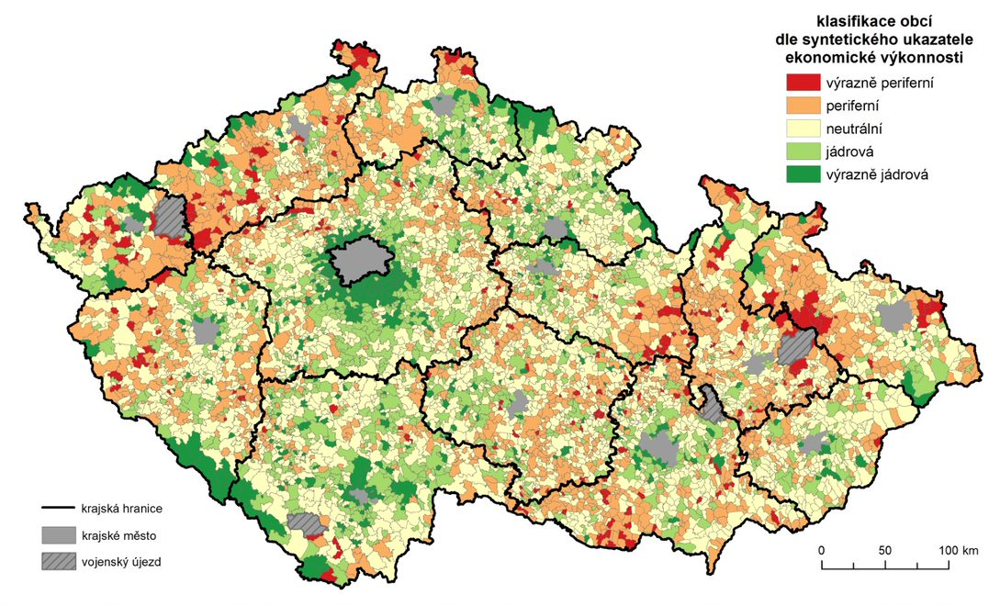 klasifikace obcí
dle syntetického ukazatele
ekonomické výkonnosti
výrazně periferní
periferní
neutrální
jádrová
výrazně jádrová
krajská hranice
krajské město
vojenský újezd
0 50 100 km